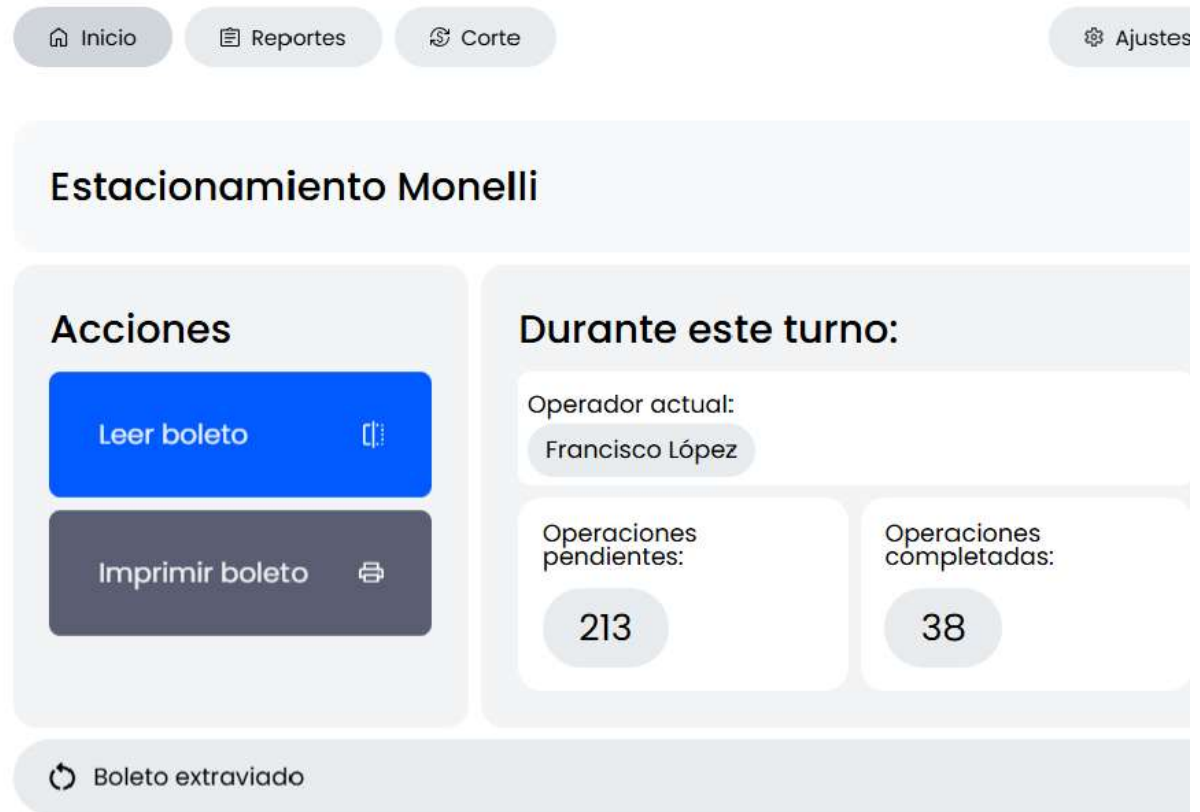 Inicio
Reportes
Corte
Ajustes
Estacionamiento Monelli
Acciones
Leer boleto
Imprimir boleto
Durante este turno:
Operador actual:
Francisco López
Operaciones
pendientes:
213
Operaciones
completadas:
38
Boleto extraviado